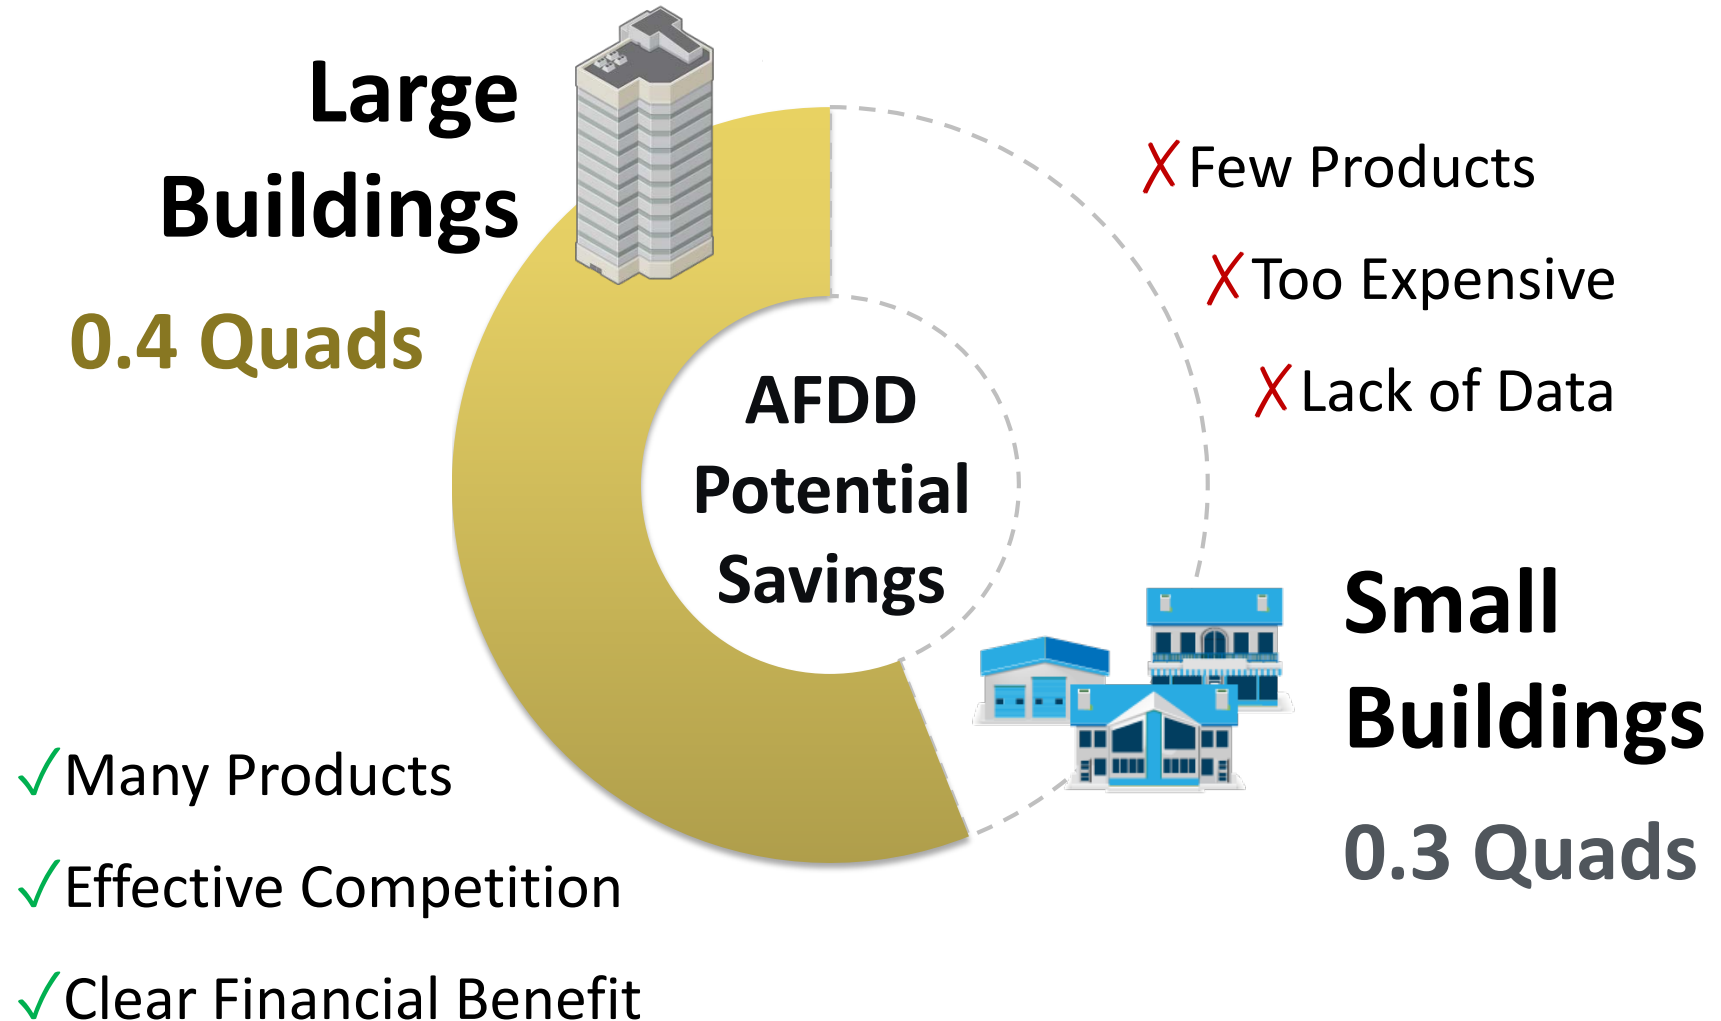 Large
Buildings
0.4 Quads
✓Many Products
✓Effective Competition
✓Clear Financial Benefit
AFDD
Potential
Savings
✗Few Products
✗Too Expensive
✗Lack of Data
Small
Buildings
0.3 Quads